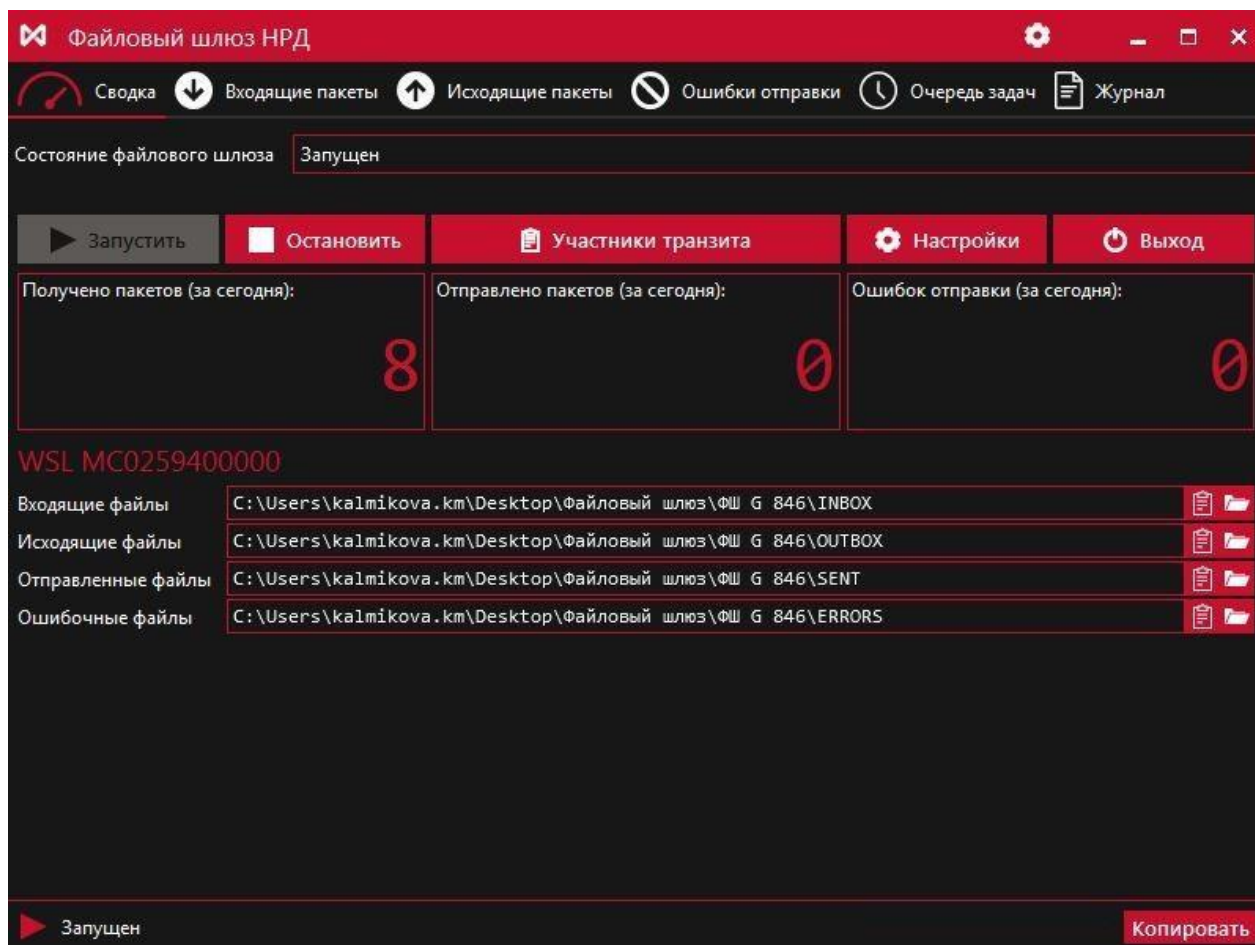 Файловый шлюз НРД
Сводка Входящие пакеты Исходящие пакеты Ошибки отправки Очередь задач Журнал
Состояние файлового шлюза Запущен
Запустить Остановить Участники транзита Настройки Выход
Получено пакетов (за сегодня): Отправлено пакетов (за сегодня): Ошибок отправки (за сегодня):
8 0 0
WSL MC0259400000
Входящие файлы C:\Users\kalmikova.km\Desktop\Файловый шлюз\ФШ G 846\INBOX
Исходящие файлы C:\Users\kalmikova.km\Desktop\Файловый шлюз\ФШ G 846\OUTBOX
Отправленные файлы C:\Users\kalmikova.km\Desktop\Файловый шлюз\ФШ G 846\SENT
Ошибочные файлы C:\Users\kalmikova.km\Desktop\Файловый шлюз\ФШ G 846\ERRORS
Запущен Копировать